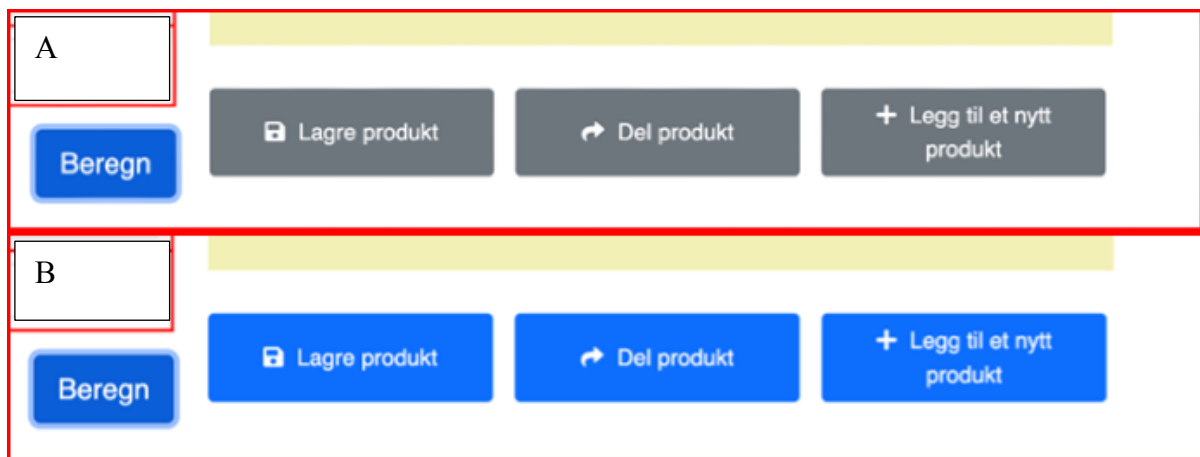 A
Beregn
Lagre produkt
Del produkt
Legg til et nytt
produkt
B
Beregn
Lagre produkt
Del produkt
Legg til et nytt
produkt